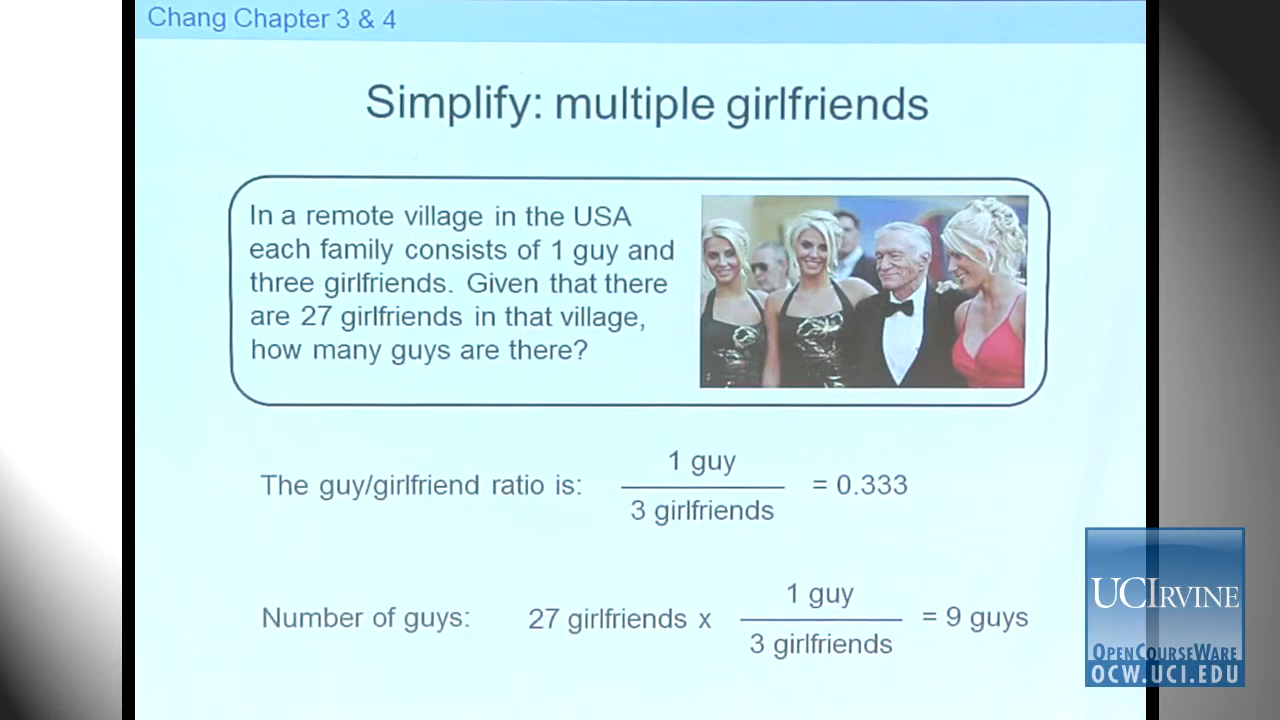 Chang Chapter 3 & 4
Simplify: multiple girlfriends
In a remote village in the USA
each family consists of 1 guy and
three girlfriends. Given that there
are 27 girlfriends in that village,
how many guys are there?
The guy/girlfriend ratio is: 1 guy
3 girlfriends = 0.333
Number of guys: 27 girlfriends x 1 guy
3 girlfriends = 9 guys
UCIRVINE
OPENCOURSEWARE
OCW.UCI.EDU